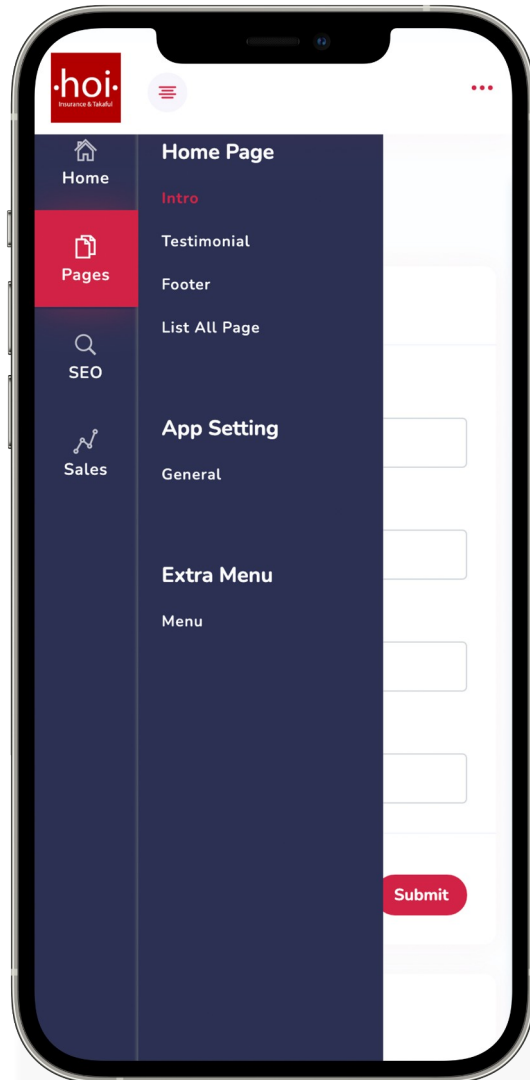 ·hoi·
Insurance & Takaful
Home
Pages
SEO
Sales
Home Page
Intro
Testimonial
Footer
List All Page
App Setting
General
Extra Menu
Menu
Submit